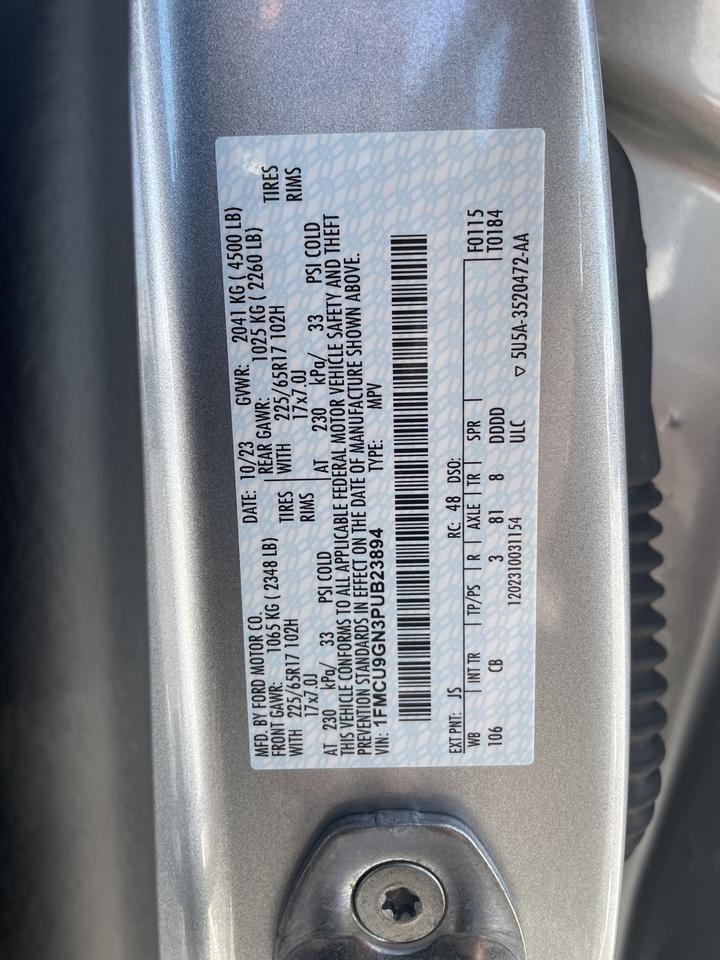 MFD. BY FORD MOTOR CO.
DATE: 10/23 GVWR: 2041 KG ( 4500 LB)
FRONT GAWR: 1065 KG ( 2348 LB) REAR GAWR: 1025 KG ( 2260 LB)
WITH 225/65R17 102H TIRES WITH 225/65R17 102H TIRES
17x7.0J RIMS 17x7.0J RIMS
AT 230 kPa/ 33 PSI COLD AT 230 kPa/ 33 PSI COLD
THIS VEHICLE CONFORMS TO ALL APPLICABLE FEDERAL MOTOR VEHICLE SAFETY AND THEFT
PREVENTION STANDARDS IN EFFECT ON THE DATE OF MANUFACTURE SHOWN ABOVE.
VIN: 1FMCU9GN3PUB23894 TYPE: MPV
EXT PNT: JS RC: 48 DSO: F0115
WB INT TR TP/PS R AXLE TR SPR T0184
106 CB 3 81 8 DDDD ▽ 5U5A-3520472-AA
1202310031154 ULC